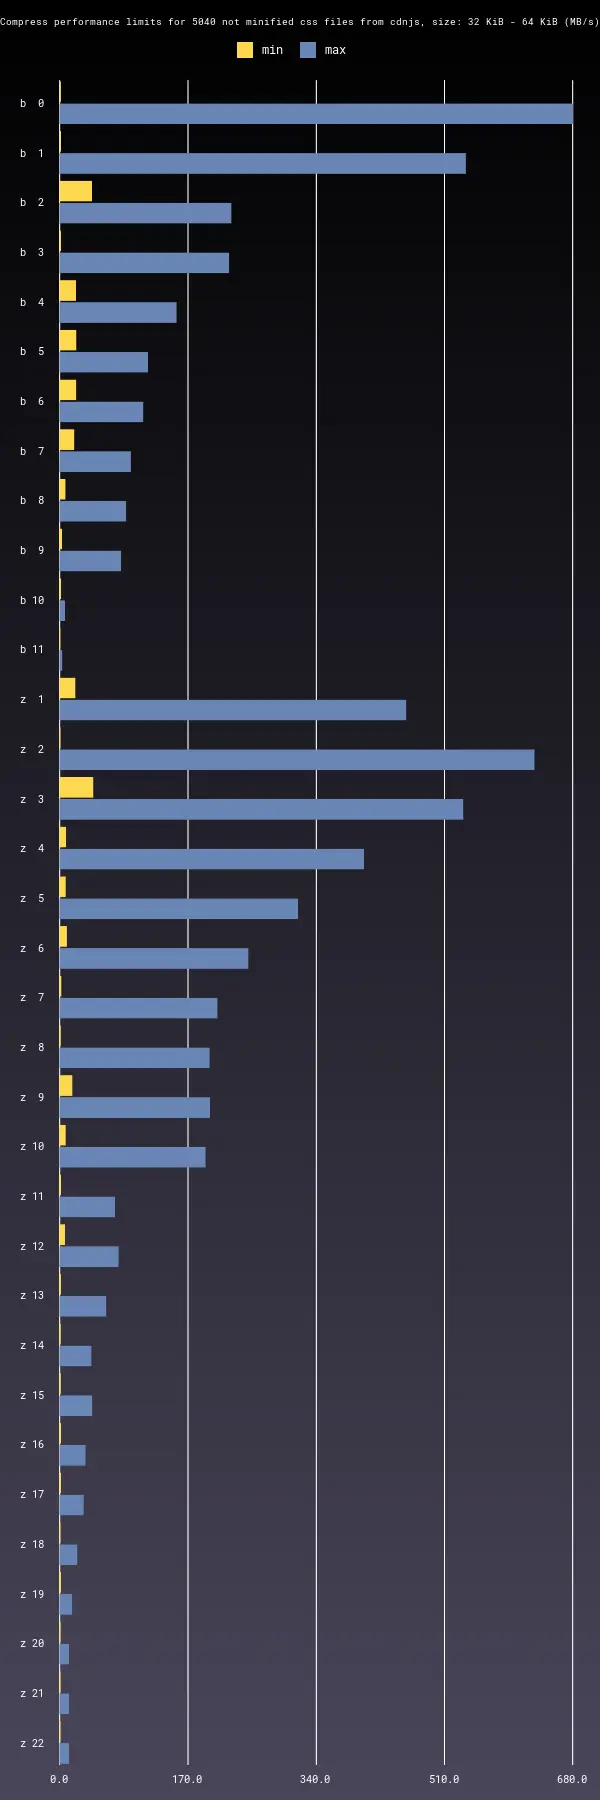 Compress performance limits for 5040 not minified css files from cdnjs, size: 32 KiB - 64 KiB (MB/s)
min max
b 0
b 1
b 2
b 3
b 4
b 5
b 6
b 7
b 8
b 9
b 10
b 11
z 1
z 2
z 3
z 4
z 5
z 6
z 7
z 8
z 9
z 10
z 11
z 12
z 13
z 14
z 15
z 16
z 17
z 18
z 19
z 20
z 21
z 22
0.0 170.0 340.0 510.0 680.0